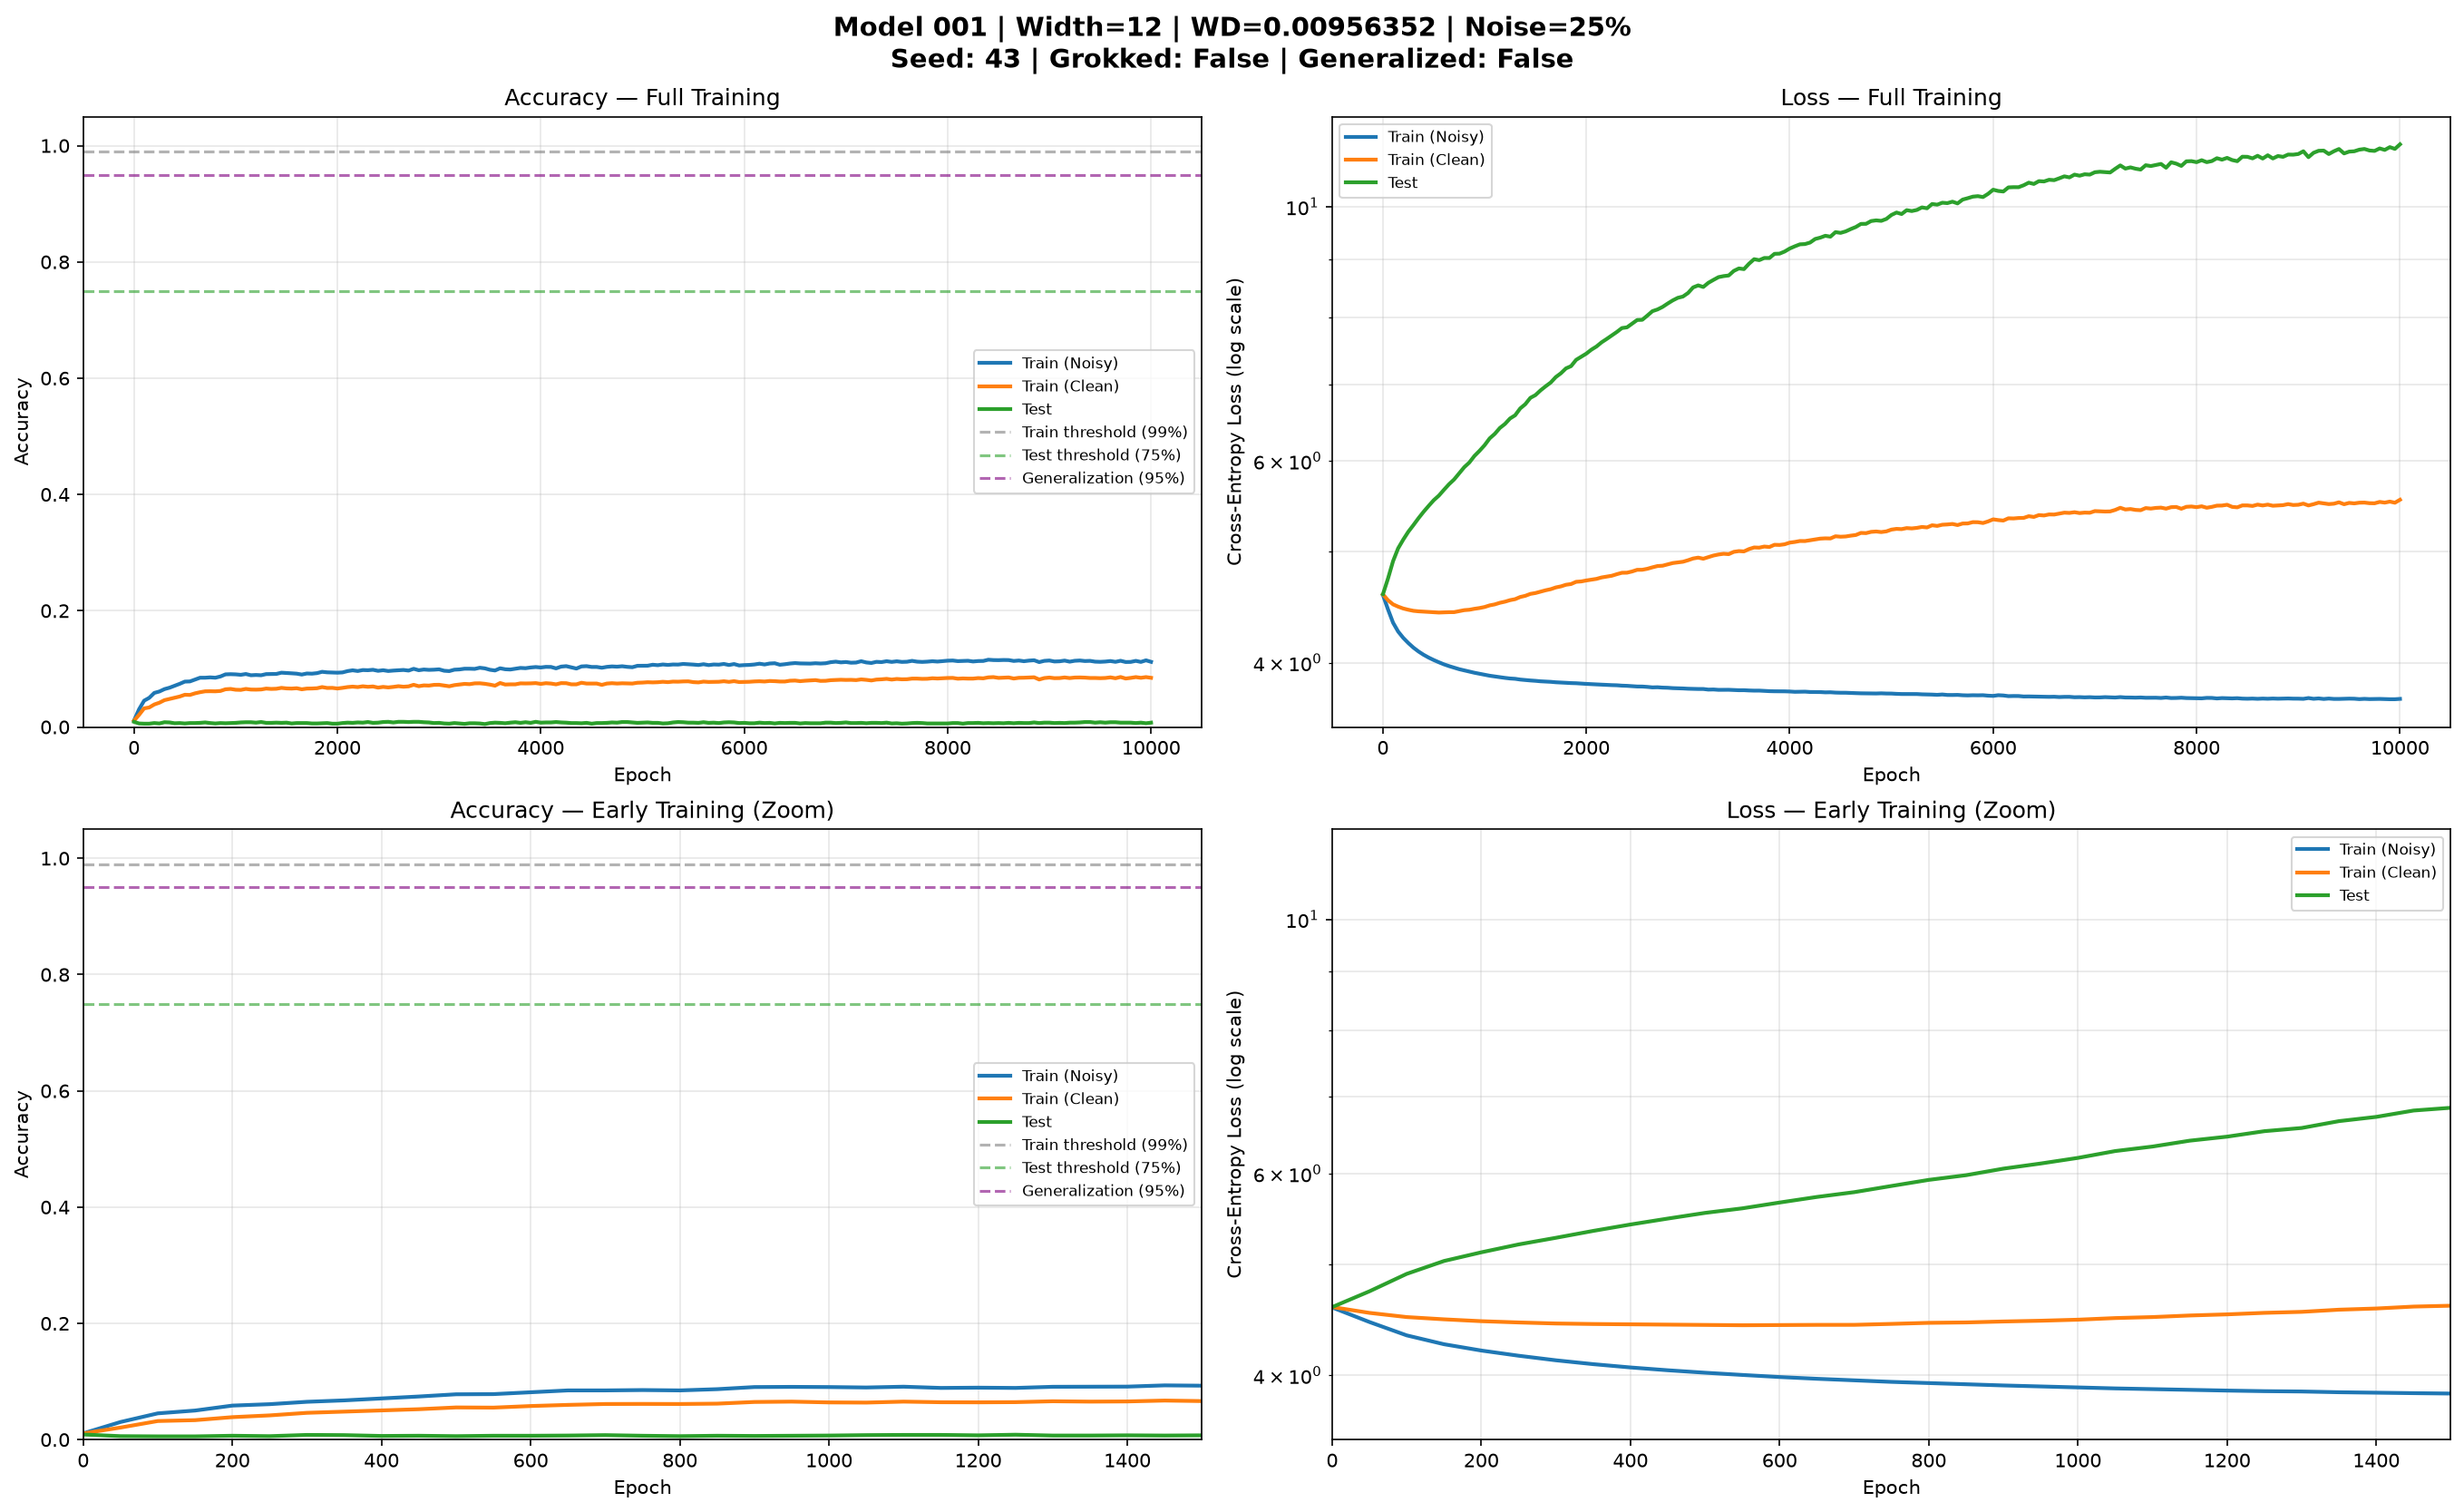 Model 001 | Width=12 | WD=0.00956352 | Noise=25%
Seed: 43 | Grokked: False | Generalized: False
Accuracy — Full Training
Accuracy
1.0
0.8
0.6
0.4
0.2
0.0
Train (Noisy)
Train (Clean)
Test
Train threshold (99%)
Test threshold (75%)
Generalization (95%)
0 2000 4000 6000 8000 10000
Epoch
Loss — Full Training
Cross-Entropy Loss (log scale)
Train (Noisy)
Train (Clean)
Test
10¹
6 × 10⁰
4 × 10⁰
0 2000 4000 6000 8000 10000
Epoch
Accuracy — Early Training (Zoom)
Accuracy
1.0
0.8
0.6
0.4
0.2
0.0
Train (Noisy)
Train (Clean)
Test
Train threshold (99%)
Test threshold (75%)
Generalization (95%)
0 200 400 600 800 1000 1200 1400
Epoch
Loss — Early Training (Zoom)
Cross-Entropy Loss (log scale)
Train (Noisy)
Train (Clean)
Test
10¹
6 × 10⁰
4 × 10⁰
0 200 400 600 800 1000 1200 1400
Epoch